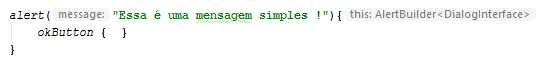 alert( message: "Essa é uma mensagem simples !"){ this: AlertBuilder<DialogInterface>
okButton { }
}